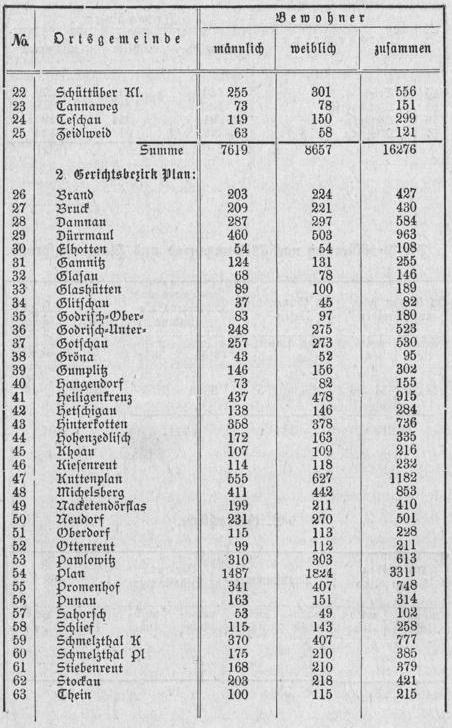 Bewohner
No. Ortsgemeinde männlich weiblich zusammen
22 Schüttüber Kl. 255 301 556
23 Tannaweg 73 78 151
24 Teschau 149 150 299
25 Zeidlweid 63 58 121
Summe 7619 8657 16276
2. Gerichtsbezirk Plan:
26 Brand 203 224 427
27 Bruck 209 221 430
28 Damnau 287 297 584
29 Dürrmaul 460 503 963
30 Elhotten 54 54 108
31 Gamnitz 124 131 255
32 Glasau 68 78 146
33 Glashütten 89 100 189
34 Glitschau 37 45 82
35 Godrisch-Ober- 83 97 180
36 Godrisch-Unter- 248 275 523
37 Gotschau 257 273 530
38 Gröna 43 52 95
39 Gumplitz 146 156 302
40 Hangendorf 73 82 155
41 Heiligenkreuz 437 478 915
42 Hetschigau 138 146 284
43 Hinterkotten 358 378 736
44 Hohenzedlisch 172 163 335
45 Khoau 107 109 216
46 Kiesenreut 114 118 232
47 Kuttenplan 555 627 1182
48 Michelsberg 411 442 853
49 Nacketendörflas 199 211 410
50 Neudorf 231 270 501
51 Oberdorf 115 113 228
52 Ottenreut 99 112 211
53 Pawlowitz 310 303 613
54 Plan 1487 1824 3311
55 Promenhof 341 407 748
56 Punau 163 151 314
57 Sahorsch 53 49 102
58 Schlief 115 143 258
59 Schmelzthal K 370 407 777
60 Schmelzthal Pl 175 210 385
61 Stiebenreut 168 210 379
62 Stockau 203 218 421
63 Thein 100 115 215